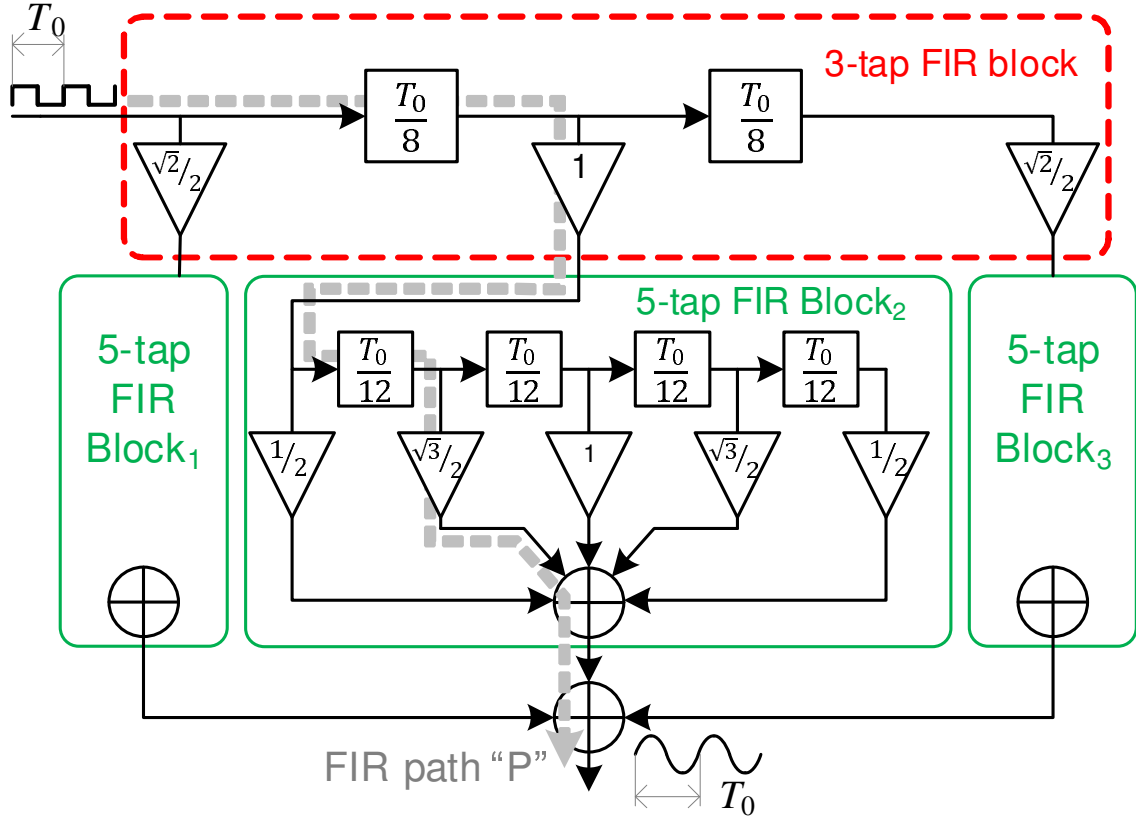 T₀
3-tap FIR block
T₀/8
T₀/8
√2/2
1
√2/2
5-tap FIR Block₂
5-tap
FIR
Block₁
T₀/12
T₀/12
T₀/12
T₀/12
5-tap
FIR
Block₃
1/2
√3/2
1
√3/2
1/2
FIR path “P”
T₀